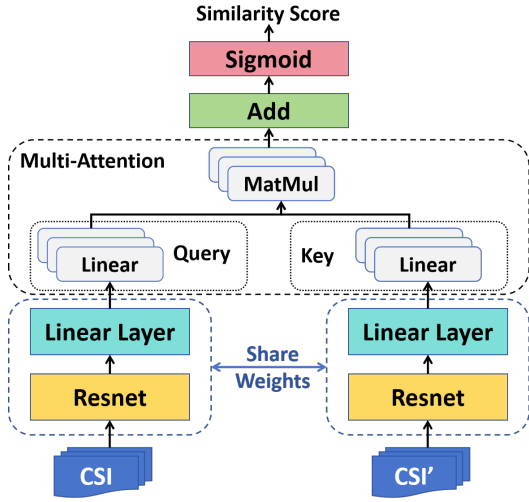 Similarity Score
Sigmoid
Add
Multi-Attention
MatMul
Linear
Query
Key
Linear
Linear Layer
Share
Weights
Linear Layer
Resnet
Resnet
CSI
CSI’